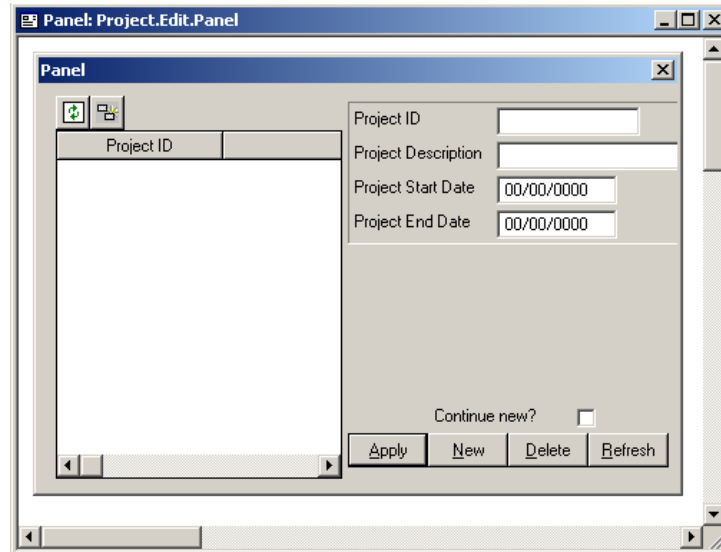 Panel: Project.Edit.Panel
Panel
Project ID
Project ID
Project Description
Project Start Date 00/00/0000
Project End Date 00/00/0000
Continue new?
Apply New Delete Refresh